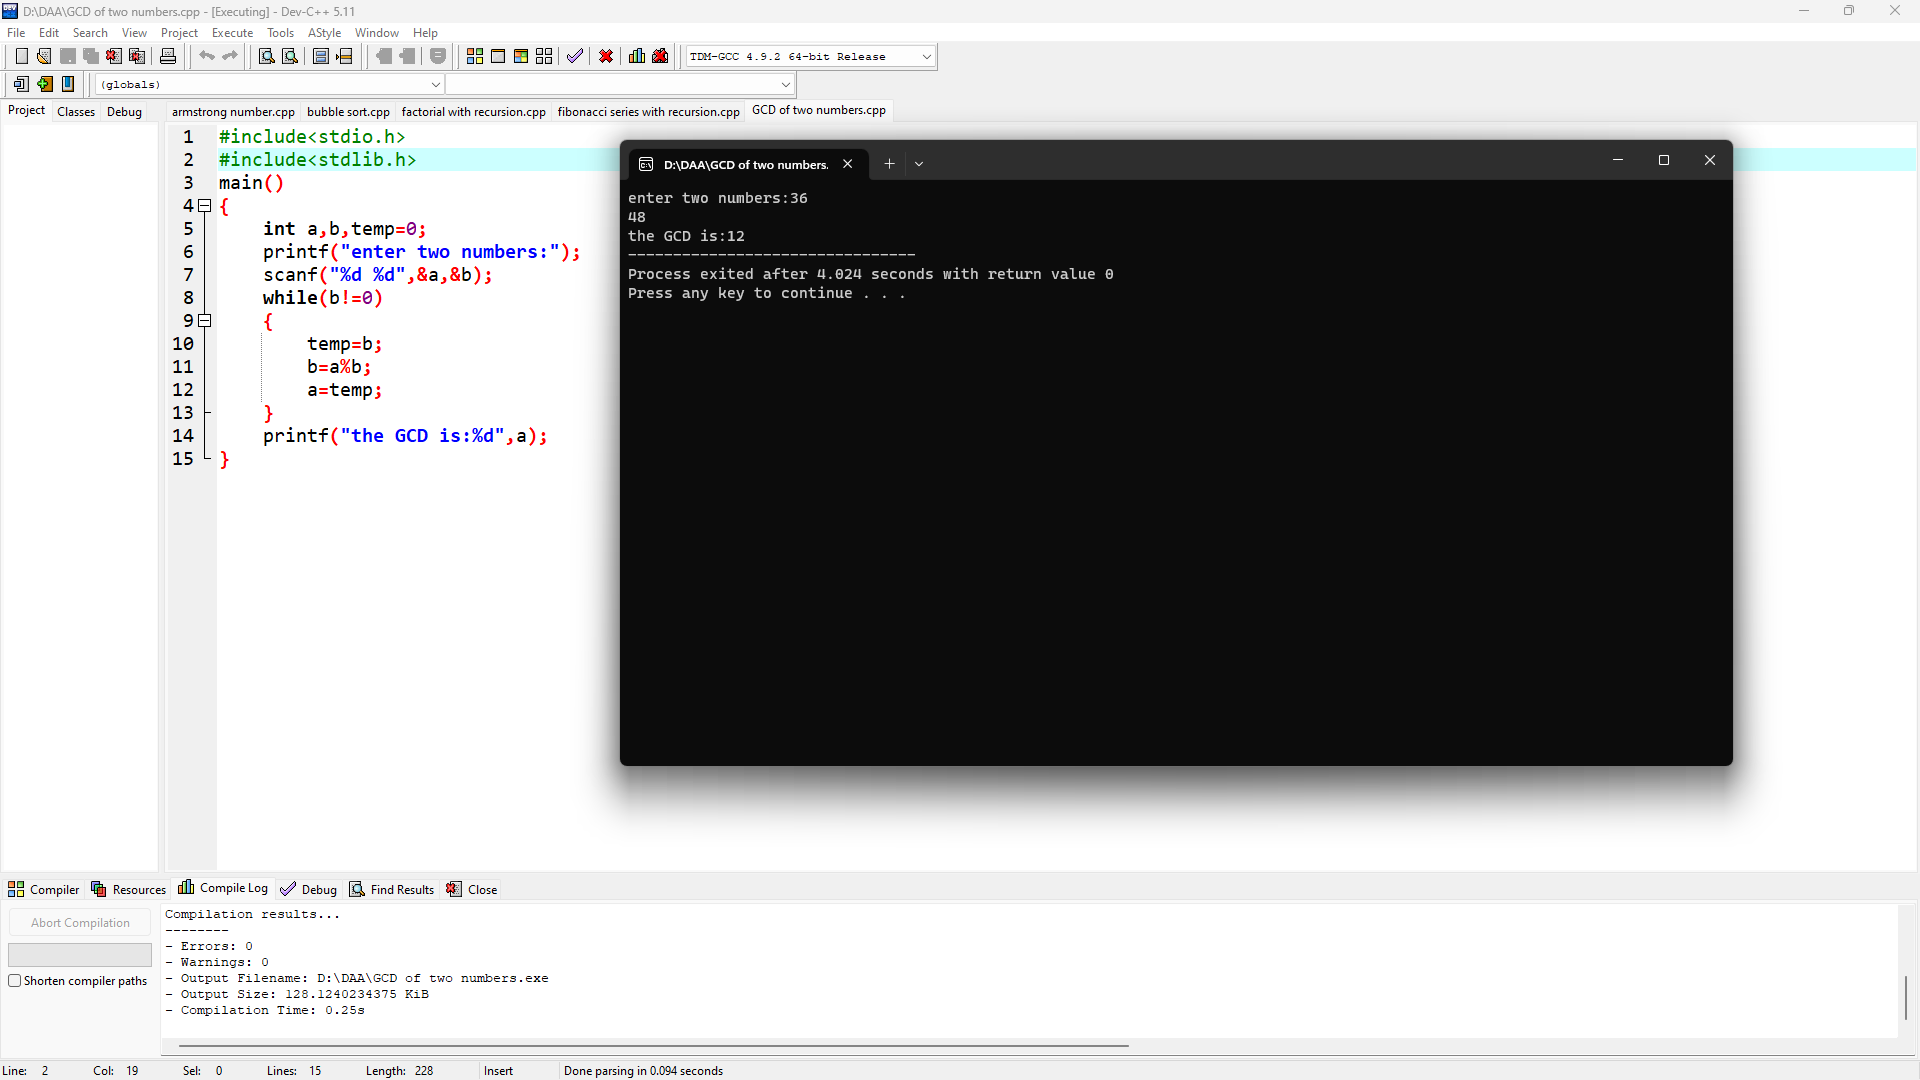 D:\DAA\GCD of two numbers.cpp - [Executing] - Dev-C++ 5.11
File Edit Search View Project Execute Tools AStyle Window Help
TDM-GCC 4.9.2 64-bit Release
(globals)
Project Classes Debug
armstrong number.cpp bubble sort.cpp factorial with recursion.cpp fibonacci series with recursion.cpp GCD of two numbers.cpp
1 #include<stdio.h>
2 #include<stdlib.h>
3 main()
4 {
5 int a,b,temp=0;
6 printf("enter two numbers:");
7 scanf("%d %d",&a,&b);
8 while(b!=0)
9 {
10 temp=b;
11 b=a%b;
12 a=temp;
13 }
14 printf("the GCD is:%d",a);
15 }
D:\DAA\GCD of two numbers.
enter two numbers:36
48
the GCD is:12
--------------------------------
Process exited after 4.024 seconds with return value 0
Press any key to continue . . .
Compiler Resources Compile Log Debug Find Results Close
Abort Compilation
Shorten compiler paths
Compilation results...
--------
- Errors: 0
- Warnings: 0
- Output Filename: D:\DAA\GCD of two numbers.exe
- Output Size: 128.1240234375 KiB
- Compilation Time: 0.25s
Line: 2 Col: 19 Sel: 0 Lines: 15 Length: 228 Insert Done parsing in 0.094 seconds